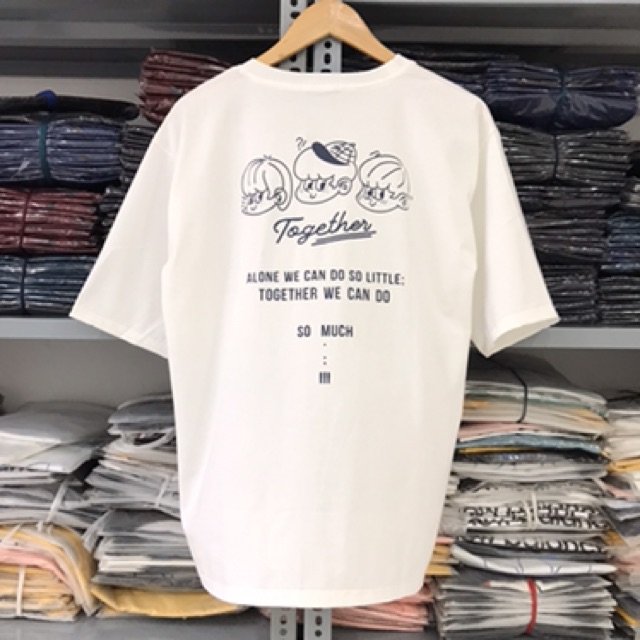 ?
?
Together
ALONE WE CAN DO SO LITTLE;
TOGETHER WE CAN DO
SO MUCH
.
:
!!!